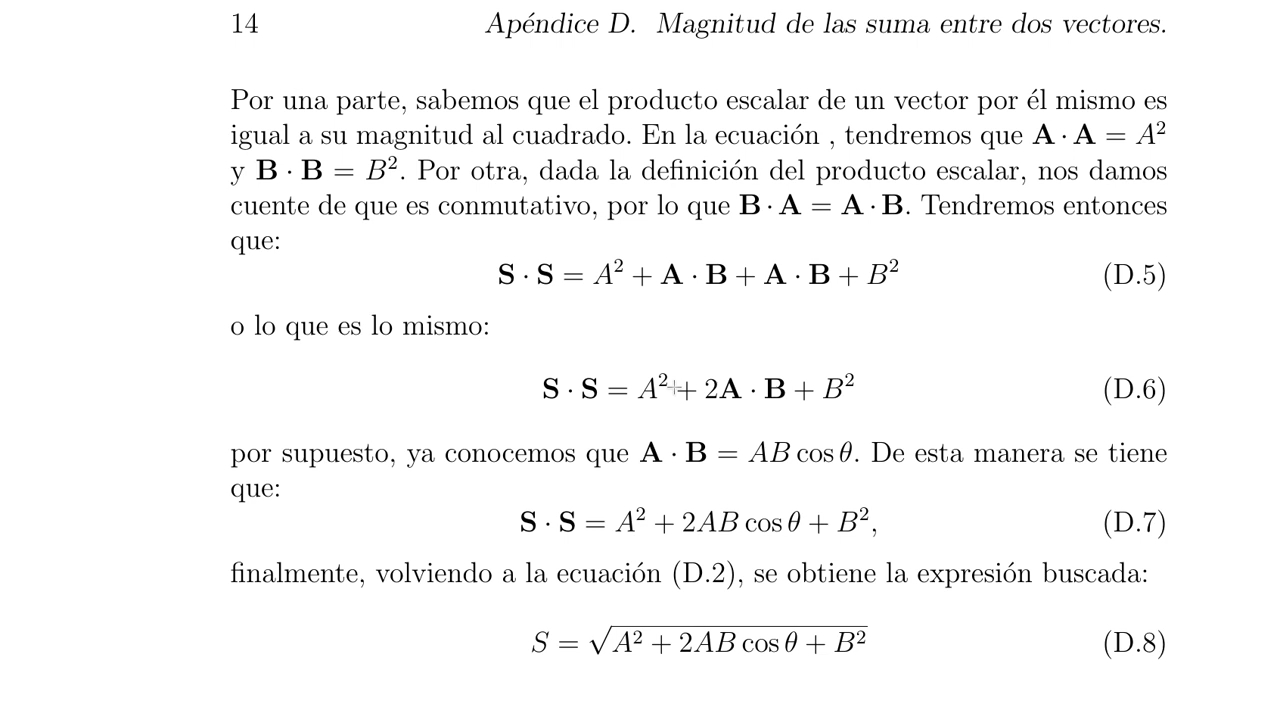 14 Apéndice D. Magnitud de las suma entre dos vectores.
Por una parte, sabemos que el producto escalar de un vector por él mismo es
igual a su magnitud al cuadrado. En la ecuación , tendremos que A · A = A²
y B · B = B². Por otra, dada la definición del producto escalar, nos damos
cuente de que es conmutativo, por lo que B · A = A · B. Tendremos entonces
que:
S · S = A² + A · B + A · B + B² (D.5)
o lo que es lo mismo:
S · S = A² + 2A · B + B² (D.6)
por supuesto, ya conocemos que A · B = AB cos θ. De esta manera se tiene
que:
S · S = A² + 2AB cos θ + B², (D.7)
finalmente, volviendo a la ecuación (D.2), se obtiene la expresión buscada:
S = √(A² + 2AB cos θ + B²) (D.8)